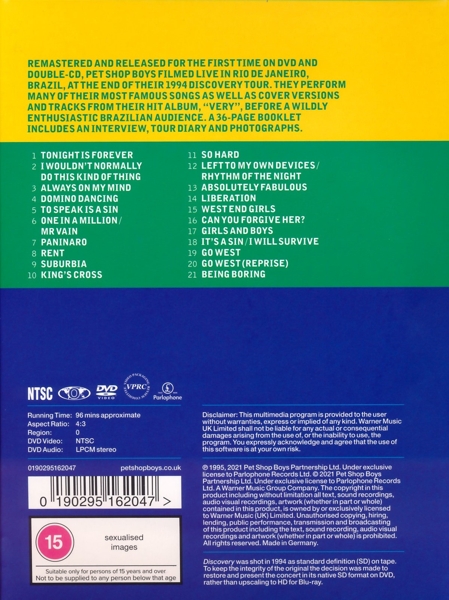 REMASTERED AND RELEASED FOR THE FIRST TIME ON DVD AND
DOUBLE-CD, PET SHOP BOYS FILMED LIVE IN RIO DE JANEIRO,
BRAZIL, AT THE END OF THEIR 1994 DISCOVERY TOUR. THEY PERFORM
MANY OF THEIR MOST FAMOUS SONGS AS WELL AS COVER VERSIONS
AND TRACKS FROM THEIR HIT ALBUM, “VERY”, BEFORE A WILDLY
ENTHUSIASTIC BRAZILIAN AUDIENCE. A 36-PAGE BOOKLET
INCLUDES AN INTERVIEW, TOUR DIARY AND PHOTOGRAPHS.
1 TONIGHT IS FOREVER
2 I WOULDN'T NORMALLY
DO THIS KIND OF THING
3 ALWAYS ON MY MIND
4 DOMINO DANCING
5 TO SPEAK IS A SIN
6 ONE IN A MILLION/
MR VAIN
7 PANINARO
8 RENT
9 SUBURBIA
10 KING'S CROSS
11 SO HARD
12 LEFT TO MY OWN DEVICES/
RHYTHM OF THE NIGHT
13 ABSOLUTELY FABULOUS
14 LIBERATION
15 WEST END GIRLS
16 CAN YOU FORGIVE HER?
17 GIRLS AND BOYS
18 IT'S A SIN/I WILL SURVIVE
19 GO WEST
20 GO WEST (REPRISE)
21 BEING BORING
NTSC
DVD
VIDEO
VPRC
Parlophone
Running Time: 96 mins approximate
Aspect Ratio: 4:3
Region: 0
DVD Video: NTSC
DVD Audio: LPCM stereo
0190295162047 petshopboys.co.uk
0 190295 162047 >
15
sexualised
images
Suitable only for persons of 15 years and over
Not to be supplied to any person below that age
Disclaimer: This multimedia program is provided to the user
without warranties, express or implied of any kind. Warner Music
UK Limited shall not be liable for any actual or consequential
damages arising from the use of, or the inability to use, the
program. You expressly acknowledge and agree that the use of
this software is at your own risk.
℗ 1995, 2021 Pet Shop Boys Partnership Ltd. Under exclusive
license to Parlophone Records Ltd. © 2021 Pet Shop Boys
Partnership Ltd. Under exclusive license to Parlophone Records
Ltd. A Warner Music Group Company. The copyright in this
product including without limitation all text, sound recordings,
audio visual recordings, artwork (whether in part or whole)
contained in this product, is owned by or exclusively licensed
to Warner Music (UK) Limited. Unauthorised copying, hiring,
lending, public performance, transmission and broadcasting
of this product including the text, sound recording, audio visual
recordings and artwork (whether in part or whole) is prohibited.
All rights reserved. Made in Germany.
Discovery was shot in 1994 as standard definition (SD) on tape.
To keep the integrity of the original the decision was made to
restore and present the concert in its native SD format on DVD,
rather than upscaling to HD for Blu-ray.